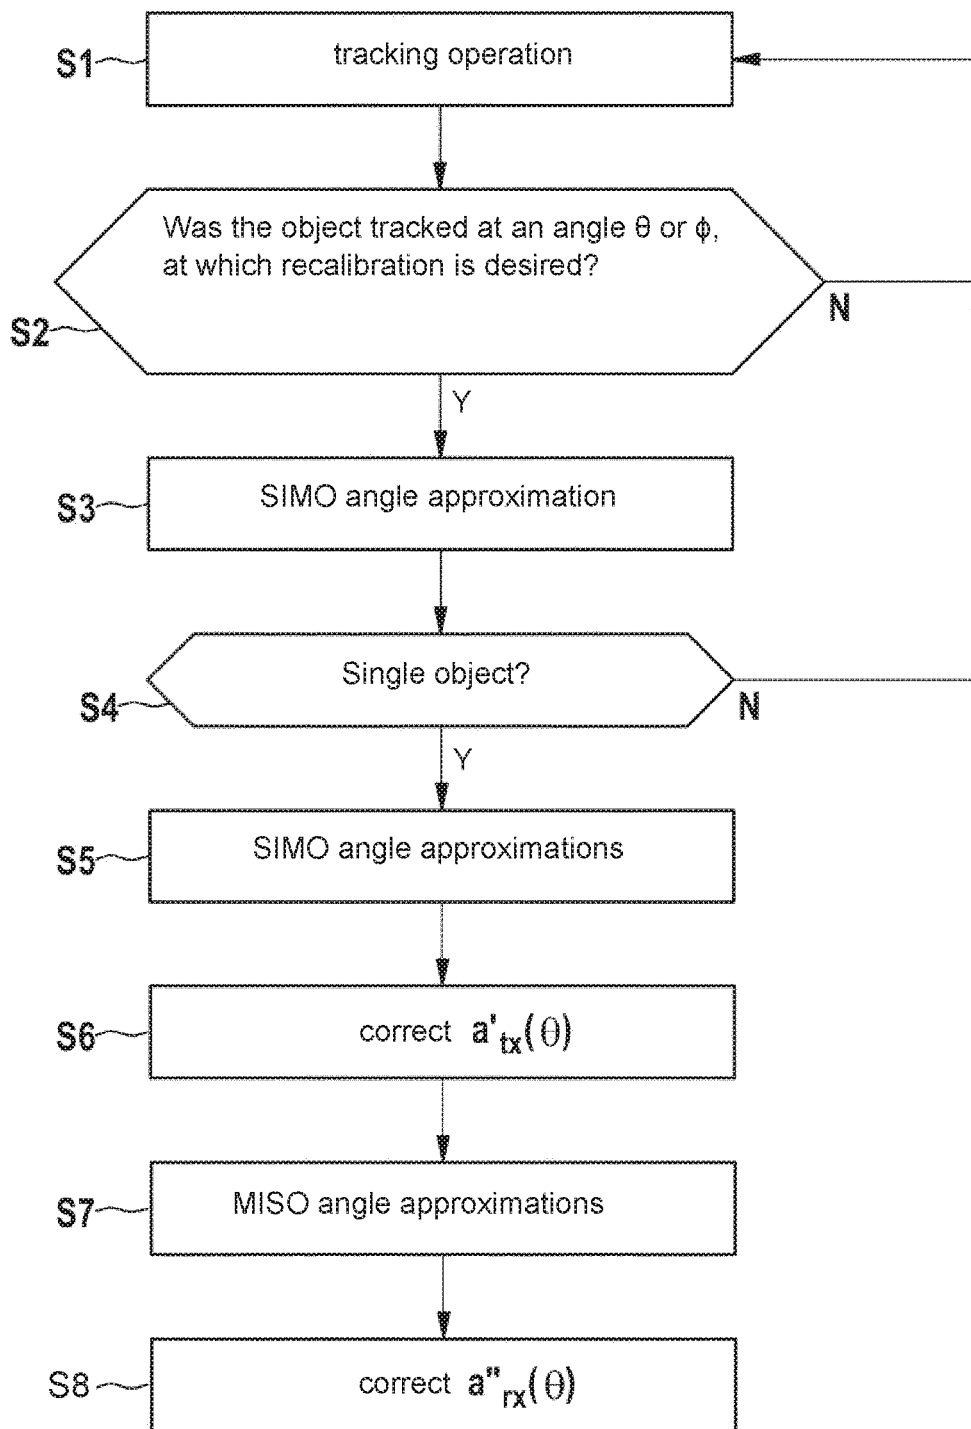 S1
tracking operation
Was the object tracked at an angle θ or ϕ,
at which recalibration is desired?
S2
N
Y
S3
SIMO angle approximation
Single object?
S4
N
Y
S5
SIMO angle approximations
S6
correct a'tx(θ)
S7
MISO angle approximations
S8
correct a"rx(θ)